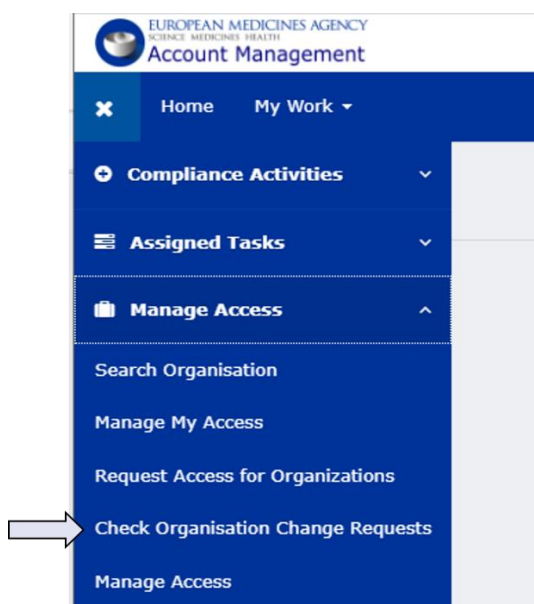 EUROPEAN MEDICINES AGENCY
SCIENCE MEDICINES HEALTH
Account Management
Home My Work
Compliance Activities
Assigned Tasks
Manage Access
Search Organisation
Manage My Access
Request Access for Organizations
Check Organisation Change Requests
Manage Access